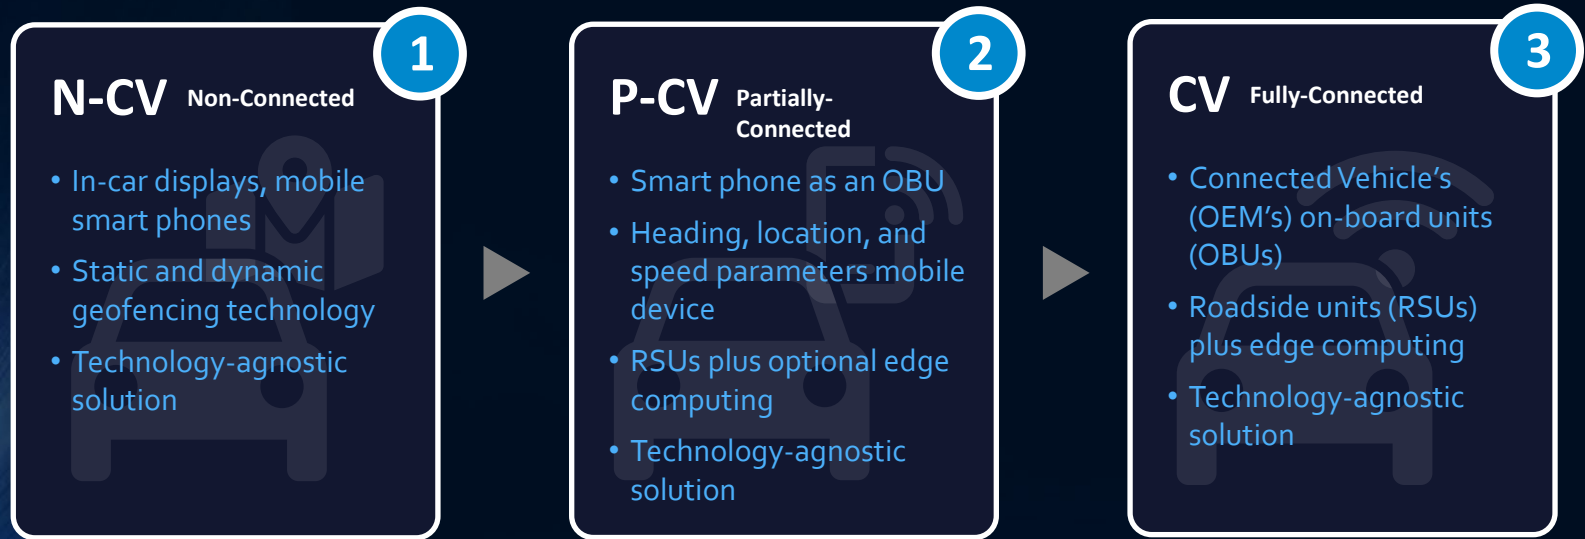 1
N-CV Non-Connected
• In-car displays, mobile
smart phones
• Static and dynamic
geofencing technology
• Technology-agnostic
solution
2
P-CV Partially-
Connected
• Smart phone as an OBU
• Heading, location, and
speed parameters mobile
device
• RSUs plus optional edge
computing
• Technology-agnostic
solution
3
CV Fully-Connected
• Connected Vehicle's
(OEM's) on-board units
(OBUs)
• Roadside units (RSUs)
plus edge computing
• Technology-agnostic
solution